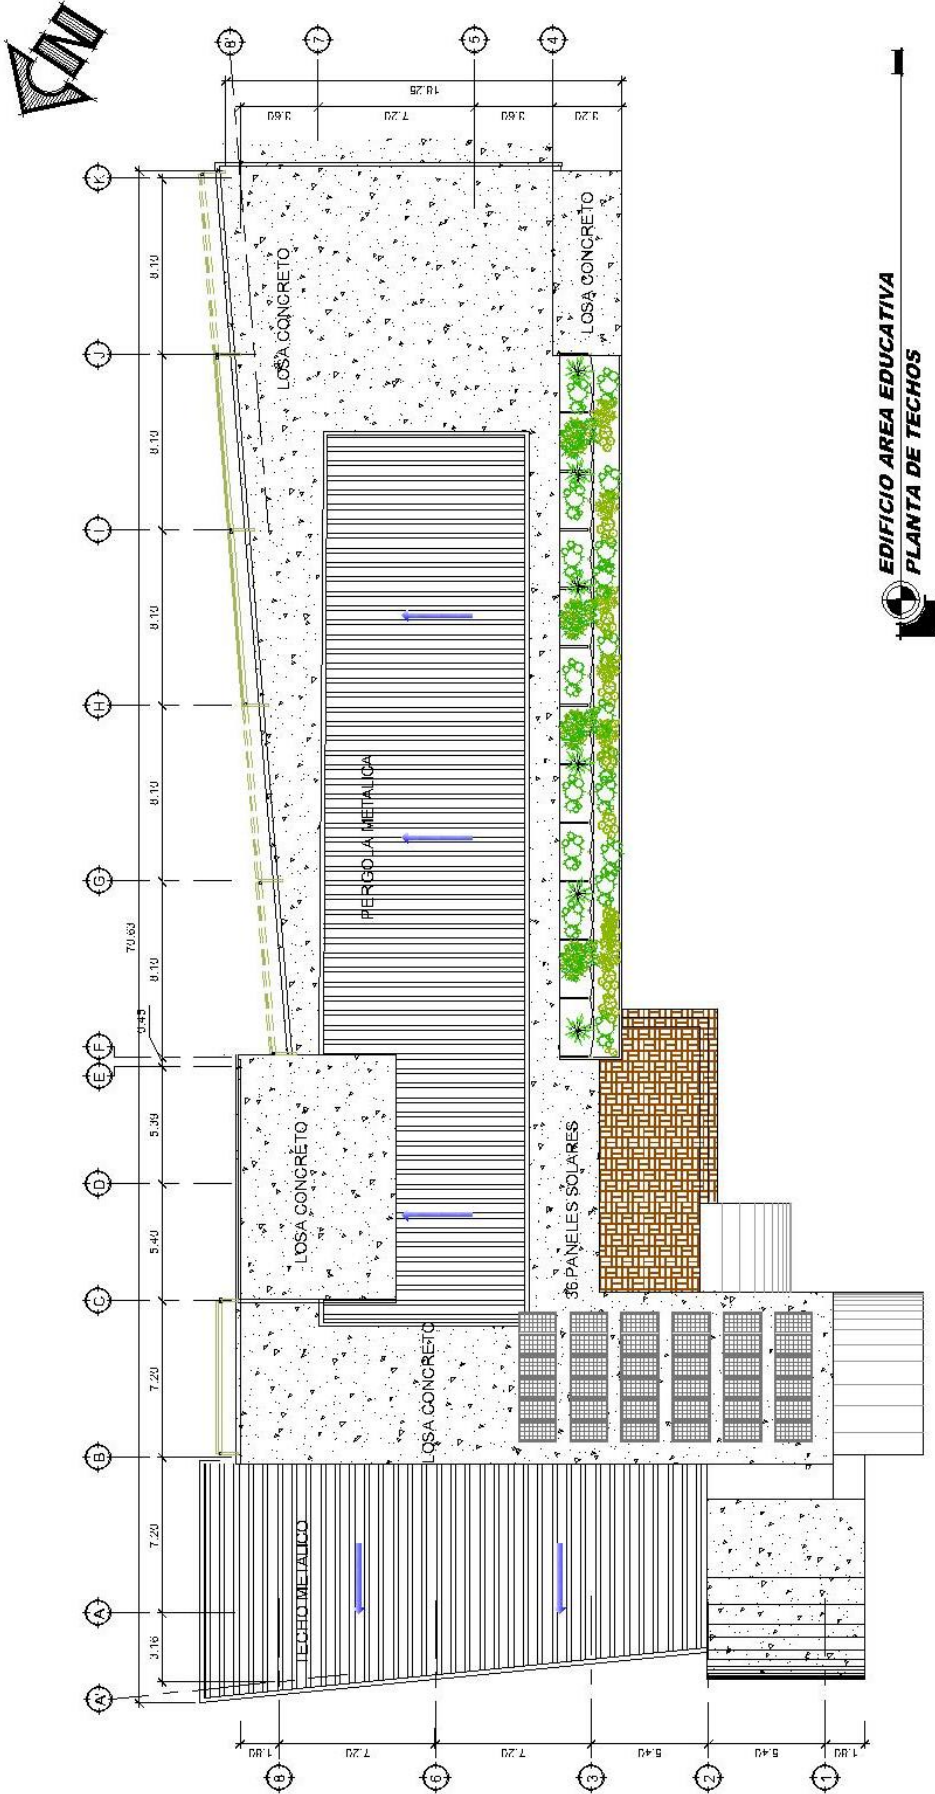 N
8'
7
5
4
18.25
3.60
7.20
3.60
3.20
K
J
I
H
G
F
E
D
C
B
A
A'
8.10
8.10
8.10
8.10
8.10
0.45
5.39
5.40
7.20
7.20
3.16
70.63
LOSA CONCRETO
LOSA CONCRETO
PERGOLA METALICA
LOSA CONCRETO
36 PANELES SOLARES
LOSA CONCRETO
TECHO METALICO
1.80
7.20
7.20
5.40
5.40
1.80
8
6
3
2
1
EDIFICIO AREA EDUCATIVA
PLANTA DE TECHOS